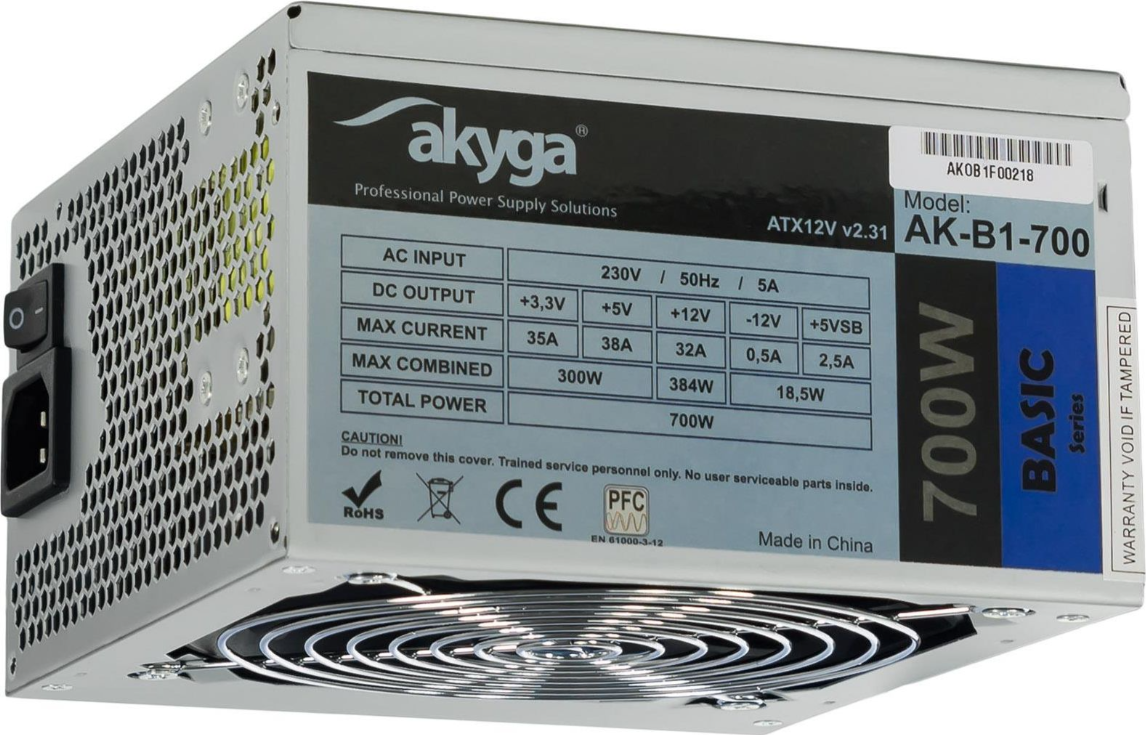 akyga®
Professional Power Supply Solutions
AK0B1F00218
ATX12V v2.31
Model:
AK-B1-700
AC INPUT 230V / 50Hz / 5A
DC OUTPUT +3,3V +5V +12V -12V +5VSB
MAX CURRENT 35A 38A 32A 0,5A 2,5A
MAX COMBINED 300W 384W 18,5W
TOTAL POWER 700W
CAUTION!
Do not remove this cover. Trained service personnel only. No user serviceable parts inside.
RoHS
CE
PFC
EN 61000-3-12
Made in China
700W
BASIC
Series
WARRANTY VOID IF TAMPERED